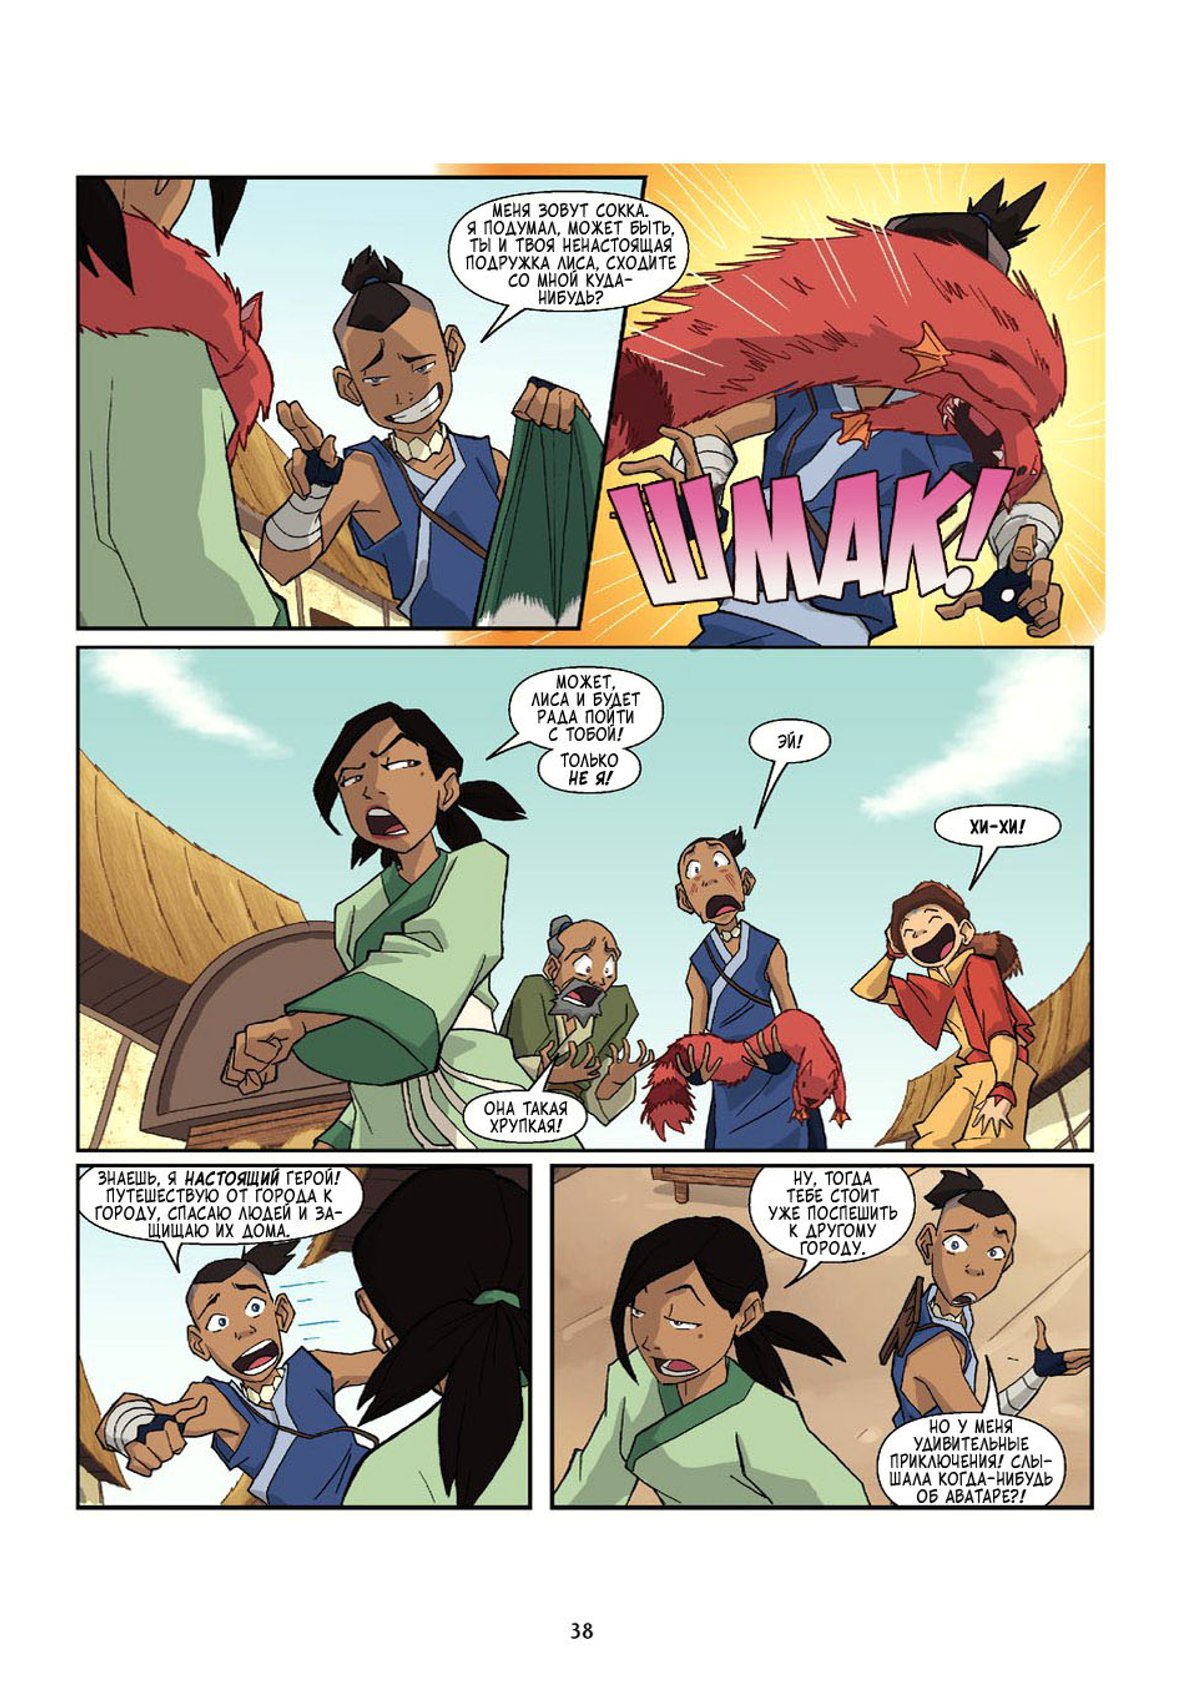 МЕНЯ ЗОВУТ СОККА.
Я ПОДУМАЛ, МОЖЕТ БЫТЬ,
ТЫ И ТВОЯ НЕНАСТОЯЩАЯ
ПОДРУЖКА ЛИСА, СХОДИТЕ
СО МНОЙ КУДА-
НИБУДЬ?
ШМАК!
МОЖЕТ,
ЛИСА И БУДЕТ
РАДА ПОЙТИ
С ТОБОЙ!
ТОЛЬКО
НЕ Я!
ЭЙ!
ХИ-ХИ!
ОНА ТАКАЯ
ХРУПКАЯ!
ЗНАЕШЬ, Я НАСТОЯЩИЙ ГЕРОЙ!
ПУТЕШЕСТВУЮ ОТ ГОРОДА К
ГОРОДУ, СПАСАЮ ЛЮДЕЙ И ЗА-
ЩИЩАЮ ИХ ДОМА.
НУ, ТОГДА
ТЕБЕ СТОИТ
УЖЕ ПОСПЕШИТЬ
К ДРУГОМУ
ГОРОДУ.
НО У МЕНЯ
УДИВИТЕЛЬНЫЕ
ПРИКЛЮЧЕНИЯ! СЛЫ-
ШАЛА КОГДА-НИБУДЬ
ОБ АВАТАРЕ?!
38